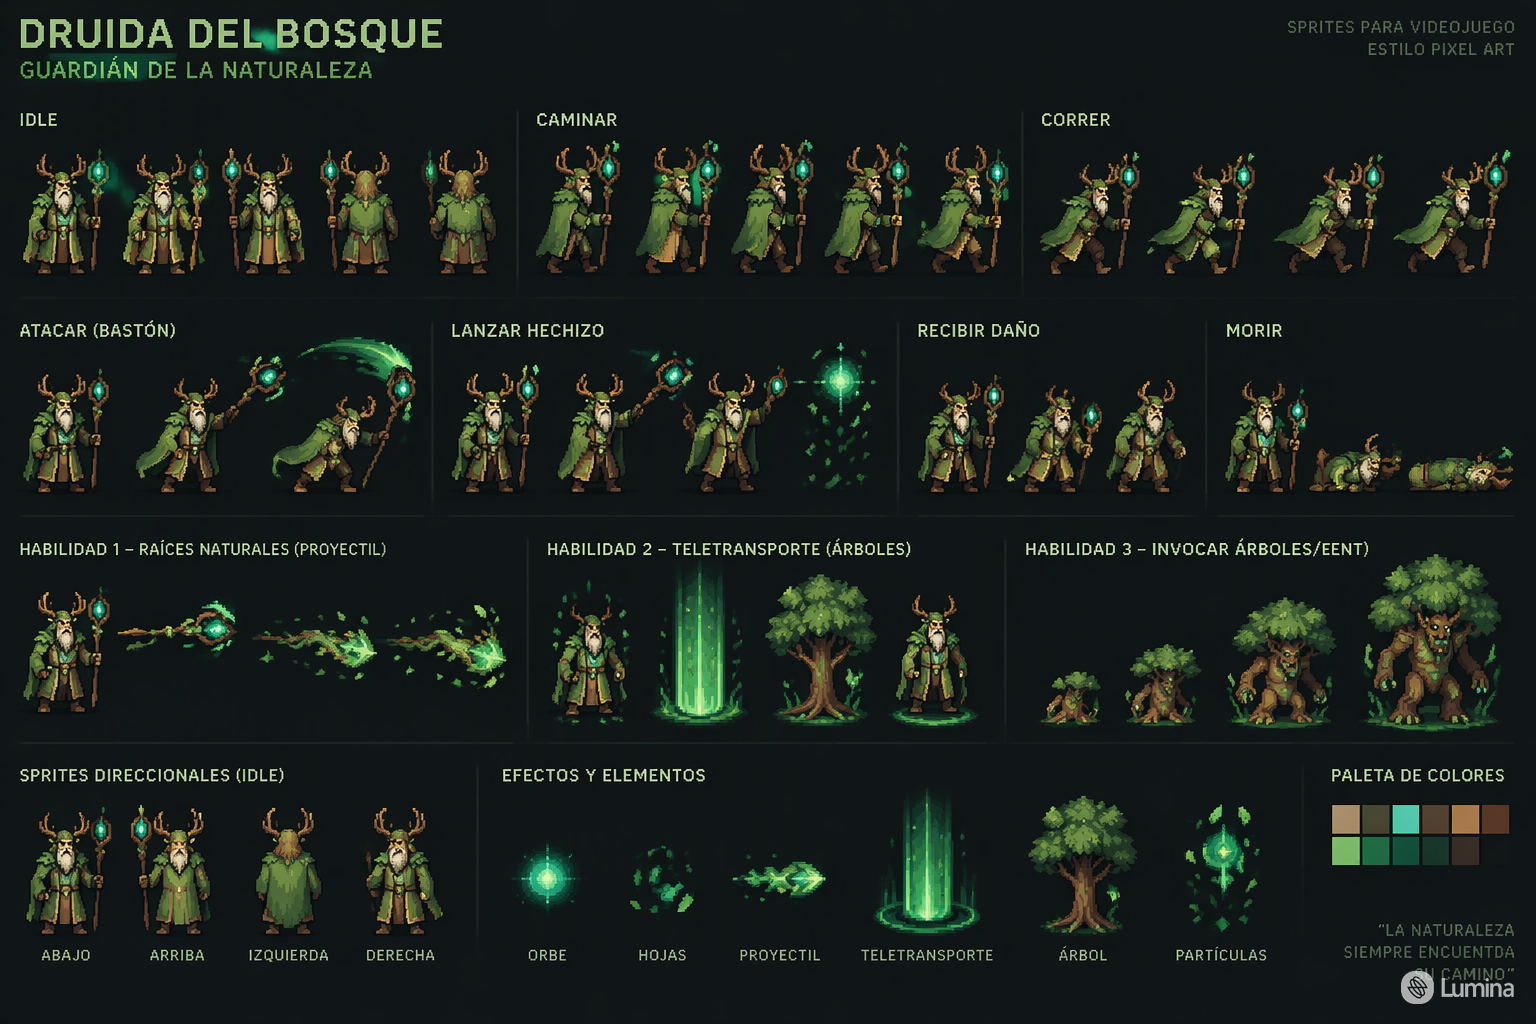 DRUIDA DEL BOSQUE
GUARDIÁN DE LA NATURALEZA
SPRITES PARA VIDEOJUEGO
ESTILO PIXEL ART
IDLE
CAMINAR
CORRER
ATACAR (BASTÓN)
LANZAR HECHIZO
RECIBIR DAÑO
MORIR
HABILIDAD 1 – RAÍCES NATURALES (PROYECTIL)
HABILIDAD 2 – TELETRANSPORTE (ÁRBOLES)
HABILIDAD 3 – INVOCAR ÁRBOLES/EENT)
SPRITES DIRECCIONALES (IDLE)
EFECTOS Y ELEMENTOS
PALETA DE COLORES
ABAJO
ARRIBA
IZQUIERDA
DERECHA
ORBE
HOJAS
PROYECTIL
TELETRANSPORTE
ÁRBOL
PARTÍCULAS
"LA NATURALEZA
SIEMPRE ENCUENTDA
SU CAMINO"
Lumina